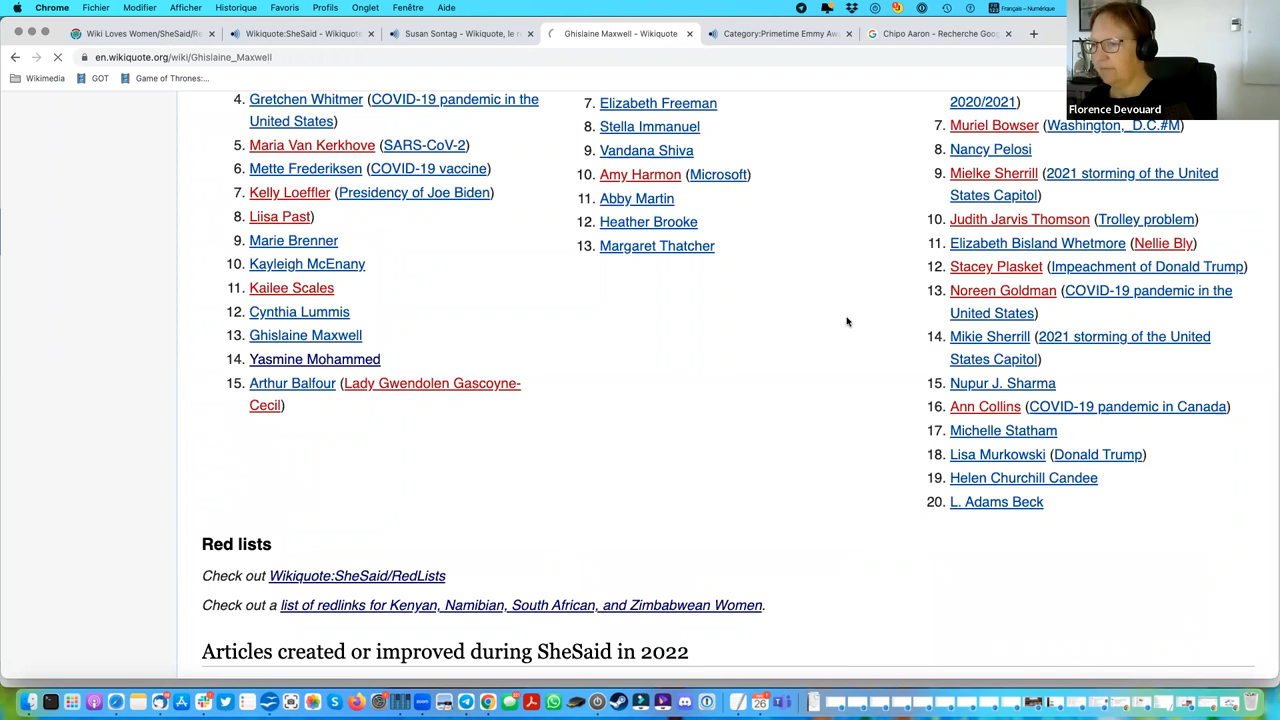 Chrome Fichier Modifier Afficher Historique Favoris Profils Onglet Fenêtre Aide Français – Numérique
Wiki Loves Women/SheSaid/R Wikiquote:SheSaid - Wikiquote Susan Sontag - Wikiquote, le r Ghislaine Maxwell - Wikiquote Category:Primetime Emmy Aw Chipo Aaron - Recherche Goo
en.wikiquote.org/wiki/Ghislaine_Maxwell
Wikimedia GOT Game of Thrones:...
Florence Devouard
4. Gretchen Whitmer (COVID-19 pandemic in the
United States)
5. Maria Van Kerkhove (SARS-CoV-2)
6. Mette Frederiksen (COVID-19 vaccine)
7. Kelly Loeffler (Presidency of Joe Biden)
8. Liisa Past)
9. Marie Brenner
10. Kayleigh McEnany
11. Kailee Scales
12. Cynthia Lummis
13. Ghislaine Maxwell
14. Yasmine Mohammed
15. Arthur Balfour (Lady Gwendolen Gascoyne-
Cecil)
7. Elizabeth Freeman
8. Stella Immanuel
9. Vandana Shiva
10. Amy Harmon (Microsoft)
11. Abby Martin
12. Heather Brooke
13. Margaret Thatcher
2020/2021)
7. Muriel Bowser (Washington,_D.C.#M)
8. Nancy Pelosi
9. Mielke Sherrill (2021 storming of the United
States Capitol)
10. Judith Jarvis Thomson (Trolley problem)
11. Elizabeth Bisland Whetmore (Nellie Bly)
12. Stacey Plasket (Impeachment of Donald Trump)
13. Noreen Goldman (COVID-19 pandemic in the
United States)
14. Mikie Sherrill (2021 storming of the United
States Capitol)
15. Nupur J. Sharma
16. Ann Collins (COVID-19 pandemic in Canada)
17. Michelle Statham
18. Lisa Murkowski (Donald Trump)
19. Helen Churchill Candee
20. L. Adams Beck
Red lists
Check out Wikiquote:SheSaid/RedLists
Check out a list of redlinks for Kenyan, Namibian, South African, and Zimbabwean Women.
Articles created or improved during SheSaid in 2022
26